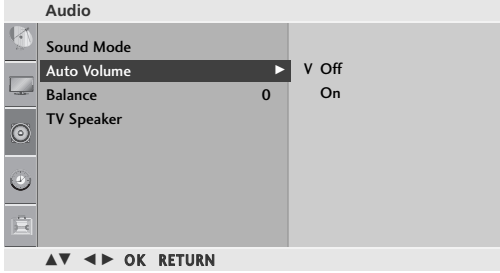 Audio
Sound Mode
Auto Volume ► V Off
On
Balance 0
TV Speaker
▲▼ ◄► OK RETURN